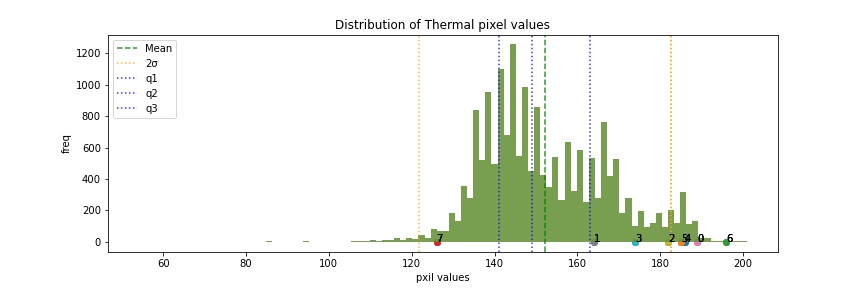 Distribution of Thermal pixel values
Mean
2σ
q1
q2
q3
freq
1200
1000
800
600
400
200
0
7 1 3 2 5 4 0 6
60 80 100 120 140 160 180 200
pxil values